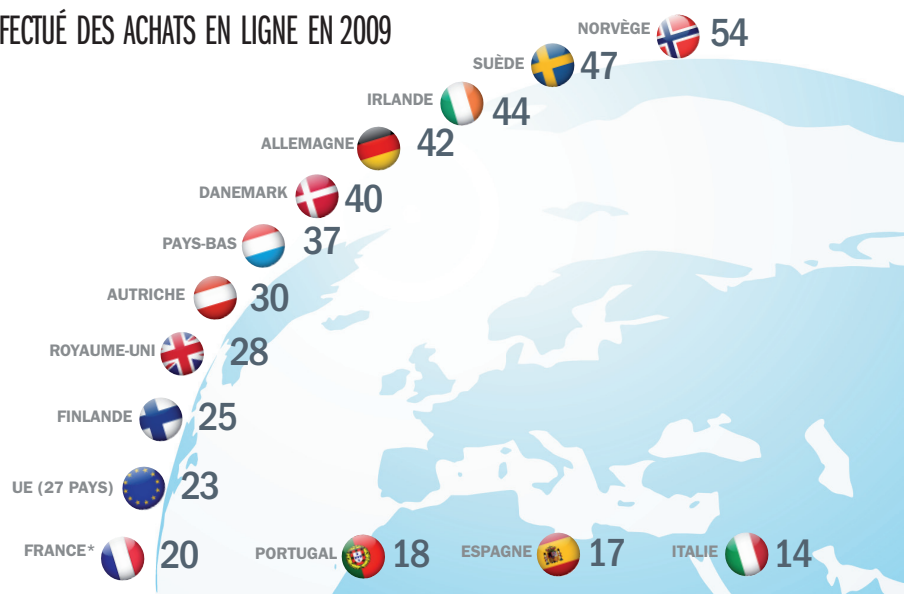 FECTUÉ DES ACHATS EN LIGNE EN 2009
NORVÈGE 54
SUÈDE 47
IRLANDE 44
ALLEMAGNE 42
DANEMARK 40
PAYS-BAS 37
AUTRICHE 30
ROYAUME-UNI 28
FINLANDE 25
UE (27 PAYS) 23
FRANCE* 20 PORTUGAL 18 ESPAGNE 17 ITALIE 14